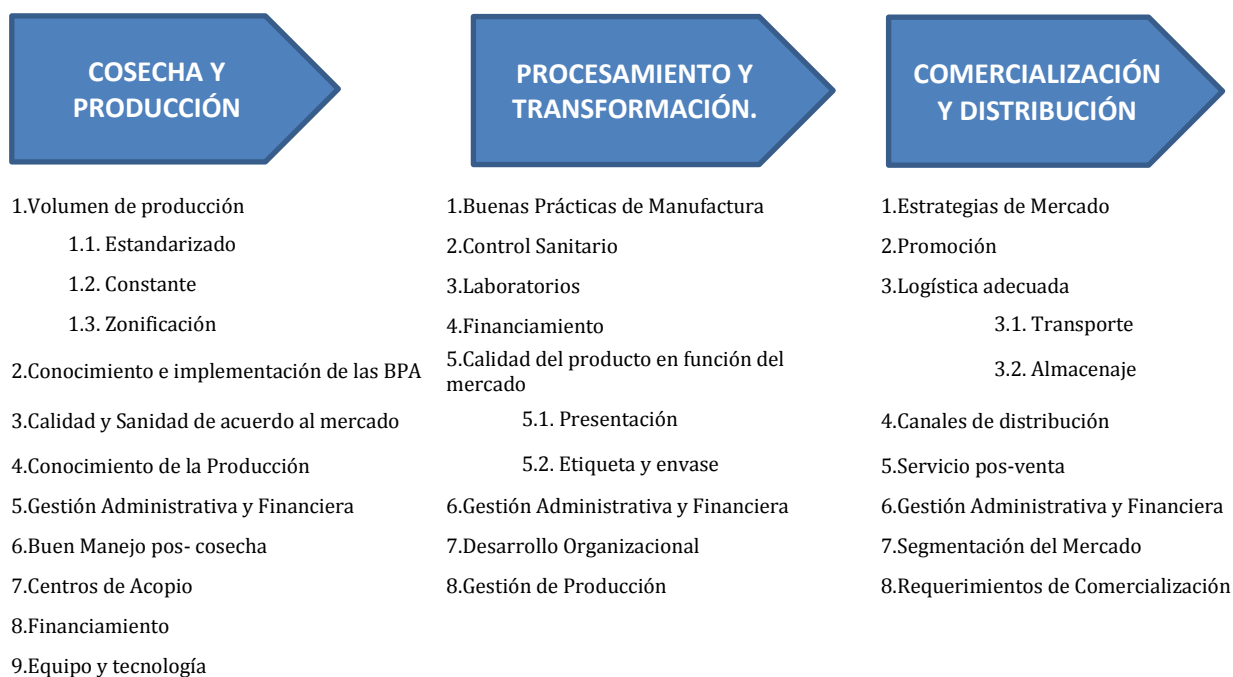 COSECHA Y
PRODUCCIÓN
1.Volumen de producción
1.1. Estandarizado
1.2. Constante
1.3. Zonificación
2.Conocimiento e implementación de las BPA
3.Calidad y Sanidad de acuerdo al mercado
4.Conocimiento de la Producción
5.Gestión Administrativa y Financiera
6.Buen Manejo pos- cosecha
7.Centros de Acopio
8.Financiamiento
9.Equipo y tecnología
PROCESAMIENTO Y
TRANSFORMACIÓN.
1.Buenas Prácticas de Manufactura
2.Control Sanitario
3.Laboratorios
4.Financiamiento
5.Calidad del producto en función del
mercado
5.1. Presentación
5.2. Etiqueta y envase
6.Gestión Administrativa y Financiera
7.Desarrollo Organizacional
8.Gestión de Producción
COMERCIALIZACIÓN
Y DISTRIBUCIÓN
1.Estrategias de Mercado
2.Promoción
3.Logística adecuada
3.1. Transporte
3.2. Almacenaje
4.Canales de distribución
5.Servicio pos-venta
6.Gestión Administrativa y Financiera
7.Segmentación del Mercado
8.Requerimientos de Comercialización